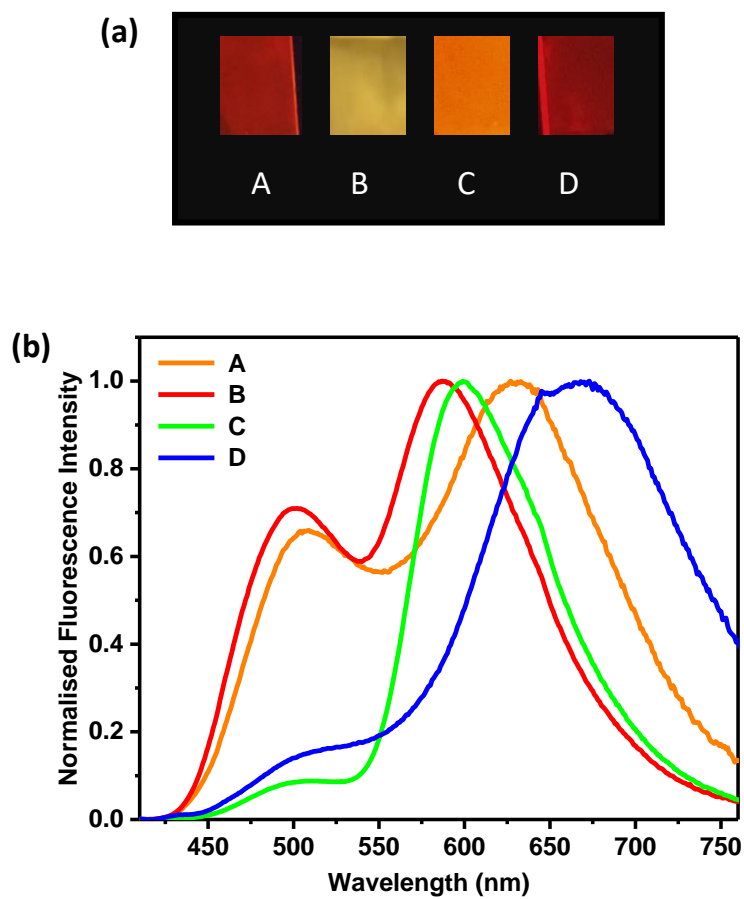 (a)
A B C D
(b)
A
B
C
D
1.0
0.8
0.6
0.4
0.2
0.0
Normalised Fluorescence Intensity
450 500 550 600 650 700 750
Wavelength (nm)